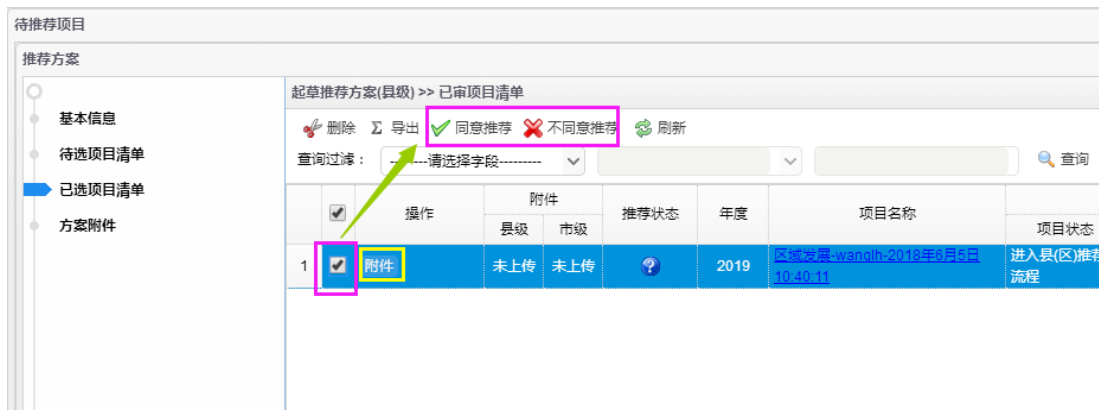 待推荐项目
推荐方案
基本信息
待选项目清单
已选项目清单
方案附件
起草推荐方案(县级) >> 已审项目清单
删除 Σ 导出 同意推荐 不同意推荐 刷新
查询过滤： --------请选择字段--------- 查询
操作 附件 推荐状态 年度 项目名称
县级 市级 项目状态
1 附件 未上传 未上传 ? 2019 区域发展-wanglh-2018年6月5日 进入县(区)推荐
10:40:11 流程